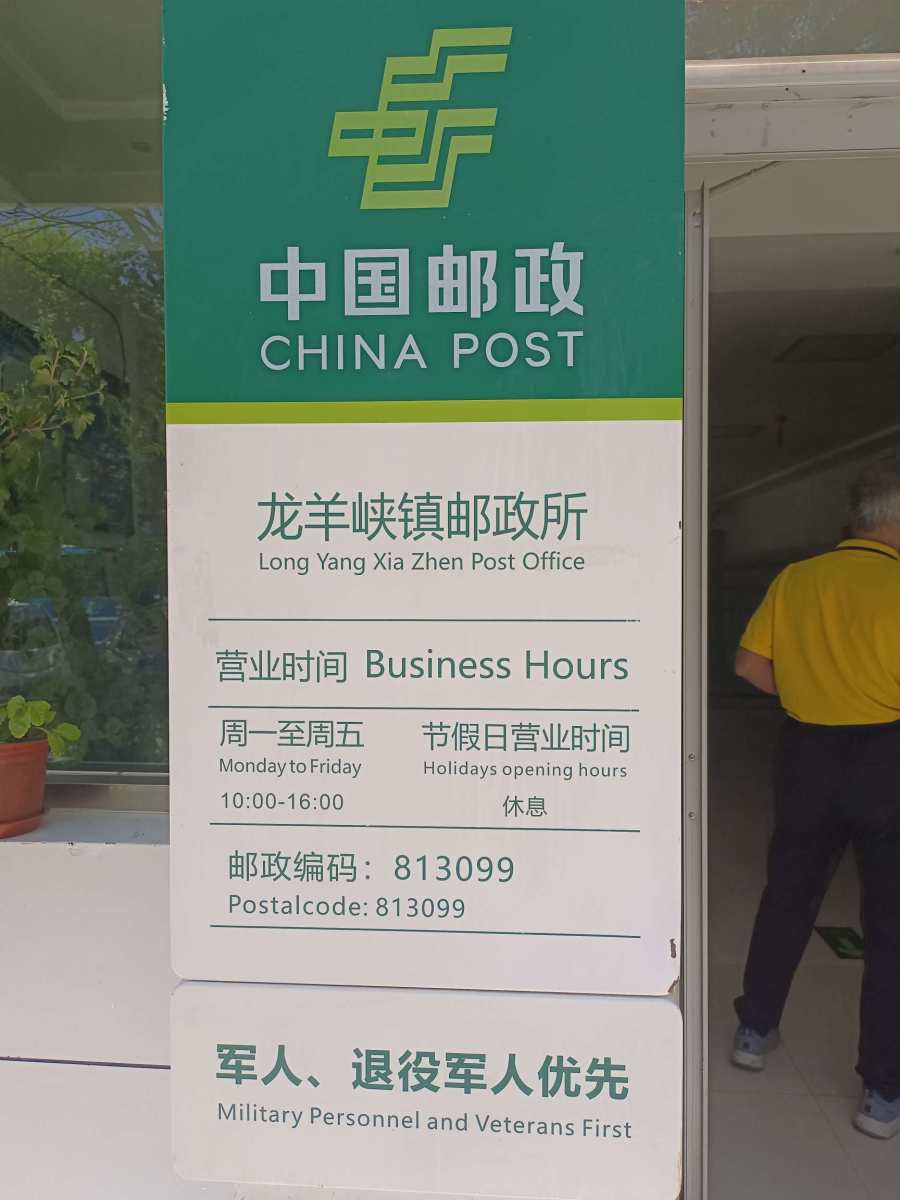 中国邮政
CHINA POST
龙羊峡镇邮政所
Long Yang Xia Zhen Post Office
营业时间 Business Hours
周一至周五
Monday to Friday
10:00-16:00
节假日营业时间
Holidays opening hours
休息
邮政编码：813099
Postalcode: 813099
军人、退役军人优先
Military Personnel and Veterans First